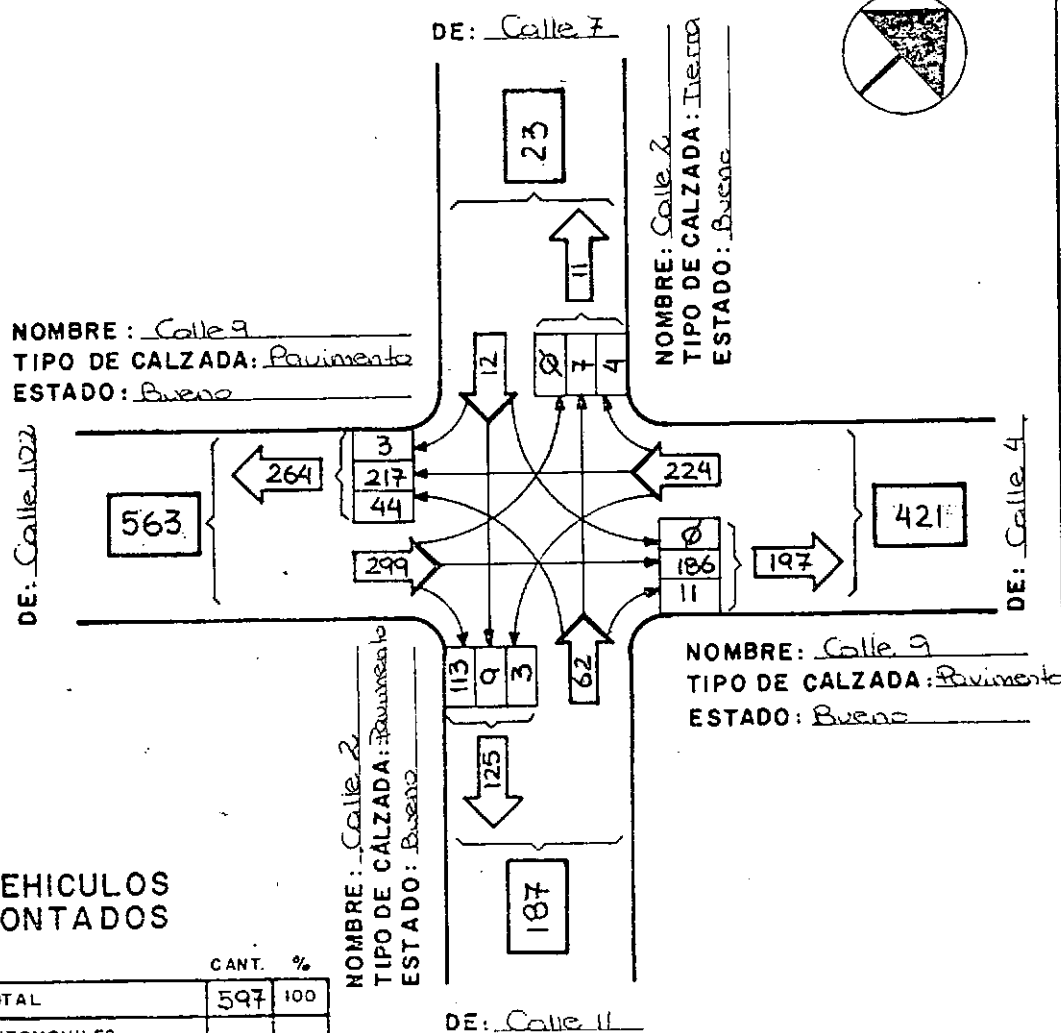 DE: Calle 7
23
11
NOMBRE: Calle 2
TIPO DE CALZADA: Tierra
ESTADO: Bueno
NOMBRE: Calle 9
TIPO DE CALZADA: Pavimento
ESTADO: Bueno
12
Ø 7 4
DE: Calle 102
563
264
3
217
44
224
299
Ø
186
11
197
421
DE: Calle 4
113 9 3
62
125
187
NOMBRE: Calle 2
TIPO DE CALZADA: Pavimento
ESTADO: Bueno
NOMBRE: Calle 9
TIPO DE CALZADA: Pavimento
ESTADO: Bueno
EHICULOS
ONTADOS
CANT. %
TAL 597 100
DE: Calle 11